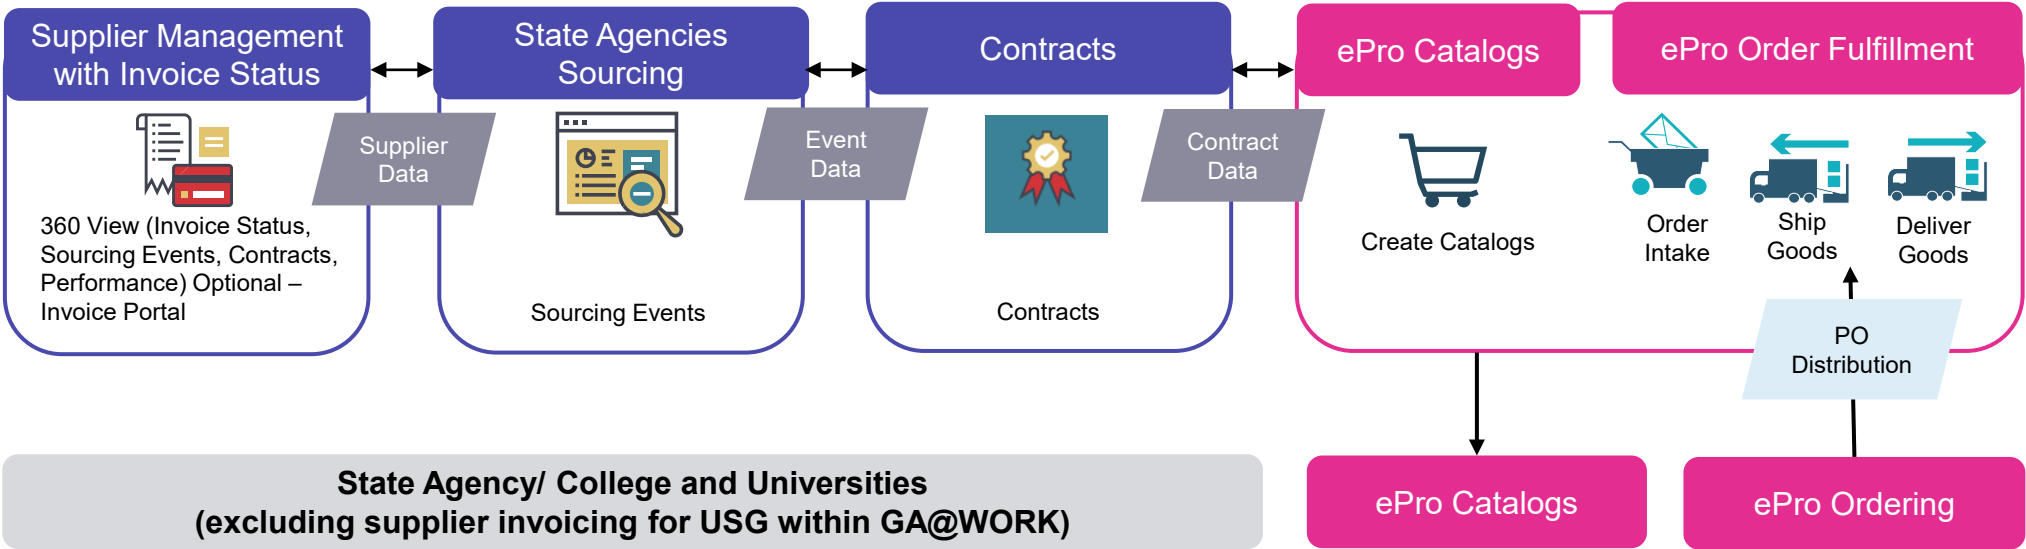 Supplier Management
with Invoice Status
State Agencies
Sourcing
Contracts
ePro Catalogs
ePro Order Fulfillment
Supplier
Data
Event
Data
Contract
Data
360 View (Invoice Status,
Sourcing Events, Contracts,
Performance) Optional –
Invoice Portal
Sourcing Events
Contracts
Create Catalogs
Order
Intake
Ship
Goods
Deliver
Goods
PO
Distribution
State Agency/ College and Universities
(excluding supplier invoicing for USG within GA@WORK)
ePro Catalogs
ePro Ordering